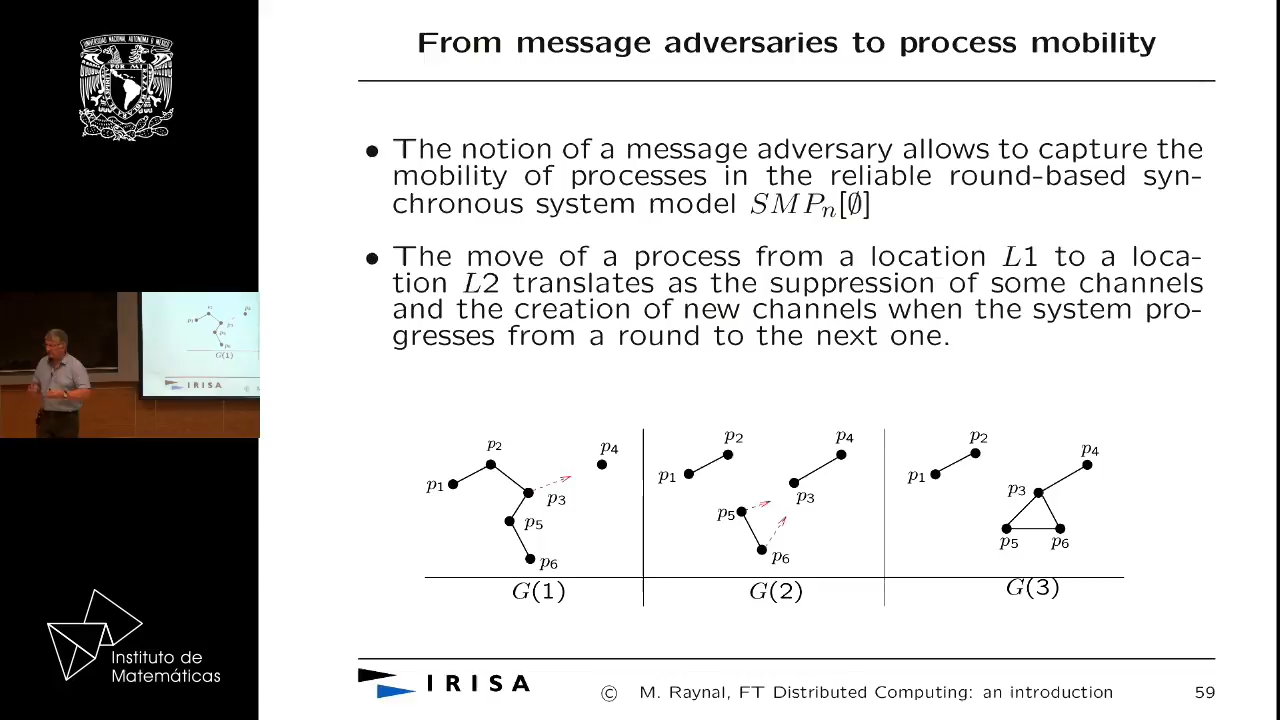 From message adversaries to process mobility
• The notion of a message adversary allows to capture the
mobility of processes in the reliable round-based syn-
chronous system model SMPn[∅]
• The move of a process from a location L1 to a loca-
tion L2 translates as the suppression of some channels
and the creation of new channels when the system pro-
gresses from a round to the next one.
p1
p2
p3
p4
p5
p6
G(1)
p1
p2
p3
p4
p5
p6
G(2)
p1
p2
p3
p4
p5
p6
G(3)
IRISA
© M. Raynal, FT Distributed Computing: an introduction
59
Instituto de
Matemáticas
G(1)
IRISA